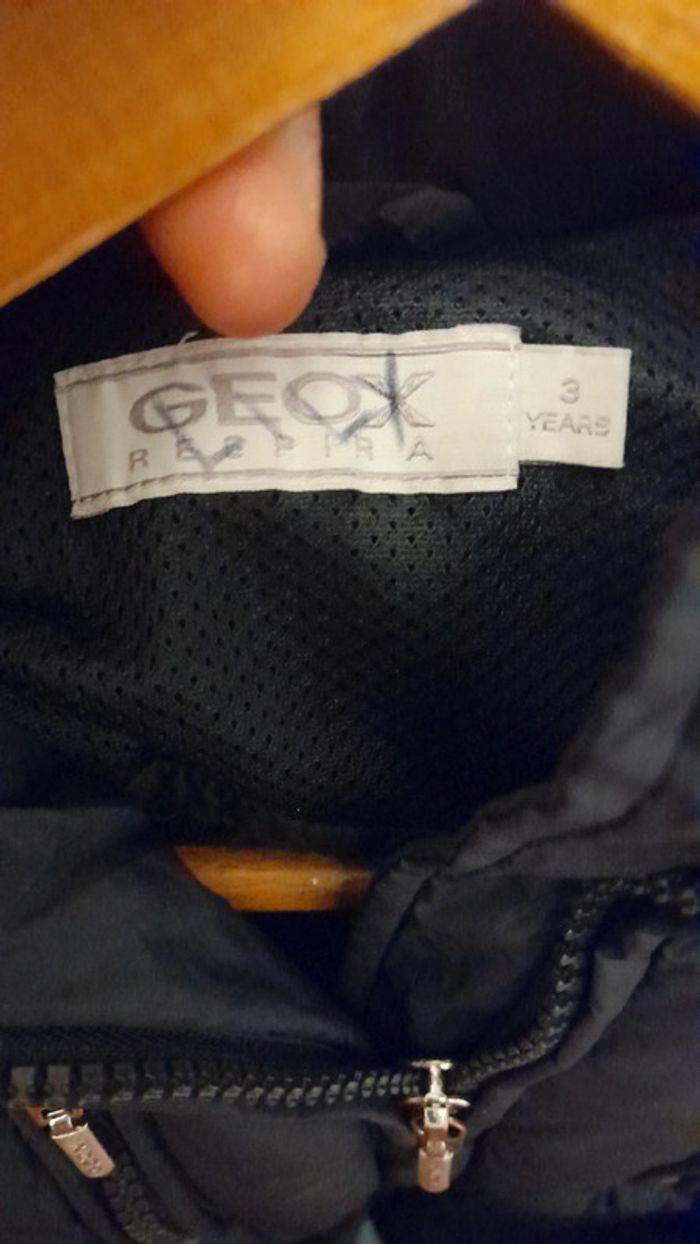 GEOX
RESPIRA
3
YEARS